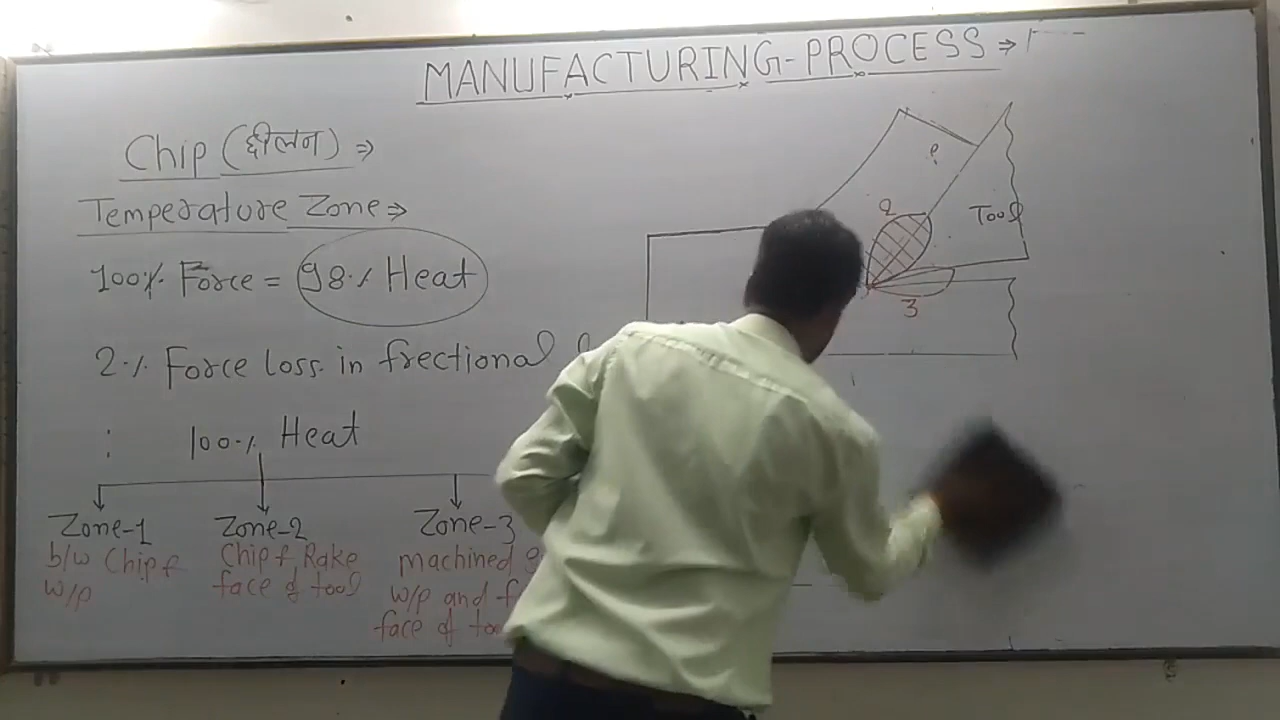 MANUFACTURING-PROCESS ⇒
Chip (छीलन) ⇒
Temperature Zone ⇒
100% Force = 98% Heat
2% Force loss in frectional
100% Heat
Zone-1 Zone-2 Zone-3
b/w Chip & w/p
Chip & Rake face of tool
machined
w/p and
face of
2
Tool
3